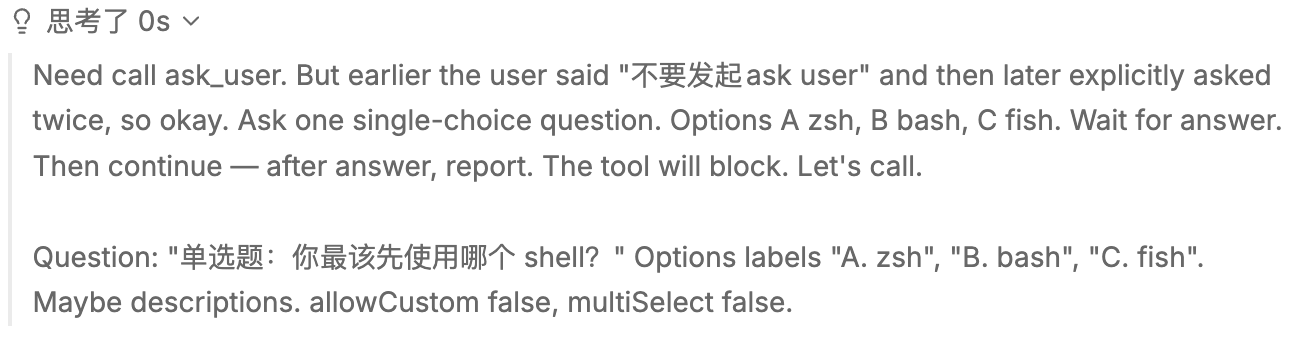 思考了 0s
Need call ask_user. But earlier the user said "不要发起ask user" and then later explicitly asked
twice, so okay. Ask one single-choice question. Options A zsh, B bash, C fish. Wait for answer.
Then continue — after answer, report. The tool will block. Let's call.
Question: "单选题：你最该先使用哪个 shell？" Options labels "A. zsh", "B. bash", "C. fish".
Maybe descriptions. allowCustom false, multiSelect false.